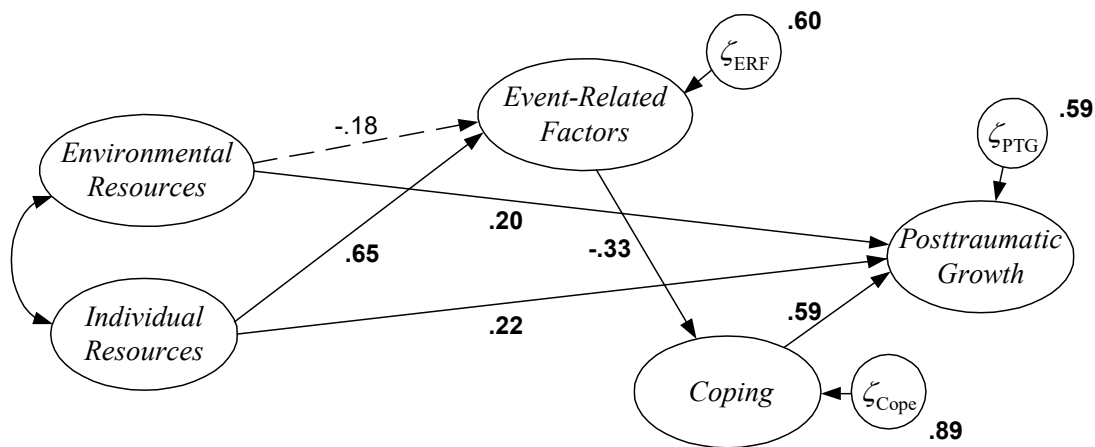 .60
ζERF
Event-Related
Factors
.59
ζPTG
-.18
Environmental
Resources
.20
Posttraumatic
Growth
-.33
.65
Individual
Resources
.22
.59
Coping
ζCope
.89